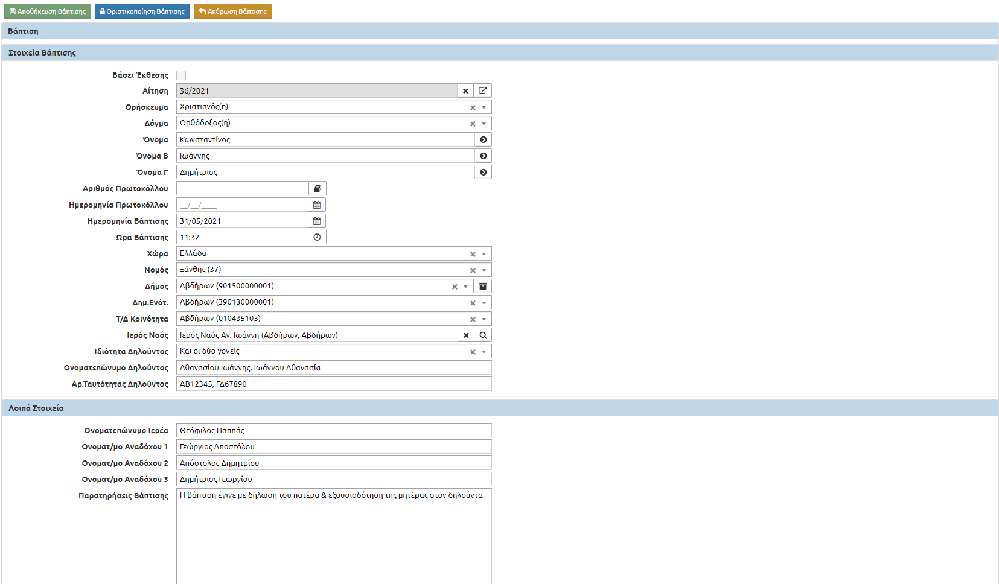 Αποθήκευση Βάπτισης Οριστικοποίηση Βάπτισης Ακύρωση Βάπτισης
Βάπτιση
Στοιχεία Βάπτισης
Βάσει Έκθεσης
Αίτηση 36/2021
Θρήσκευμα Χριστιανός(η)
Δόγμα Ορθόδοξος(η)
Όνομα Κωνσταντίνος
Όνομα Β Ιωάννης
Όνομα Γ Δημήτριος
Αριθμός Πρωτοκόλλου
Ημερομηνία Πρωτοκόλλου __/__/____
Ημερομηνία Βάπτισης 31/05/2021
Ώρα Βάπτισης 11:32
Χώρα Ελλάδα
Νομός Ξάνθης (37)
Δήμος Αβδήρων (901500000001)
Δημ.Ενότ. Αβδήρων (390130000001)
Τ/Δ Κοινότητα Αβδήρων (010435103)
Ιερός Ναός Ιερός Ναός Αγ. Ιωάννη (Αβδήρων, Αβδήρων)
Ιδιότητα Δηλούντος Και οι δύο γονείς
Ονοματεπώνυμο Δηλούντος Αθανασίου Ιωάννης, Ιωάννου Αθανασία
Αρ.Ταυτότητας Δηλούντος ΑΒ12345, ΓΔ67890
Λοιπά Στοιχεία
Ονοματεπώνυμο Ιερέα Θεόφιλος Παππάς
Ονοματ/μο Αναδόχου 1 Γεώργιος Αποστόλου
Ονοματ/μο Αναδόχου 2 Απόστολος Δημητρίου
Ονοματ/μο Αναδόχου 3 Δημήτριος Γεωργίου
Παρατηρήσεις Βάπτισης Η βάπτιση έγινε με δήλωση του πατέρα & εξουσιοδότηση της μητέρας στον δηλούντα.